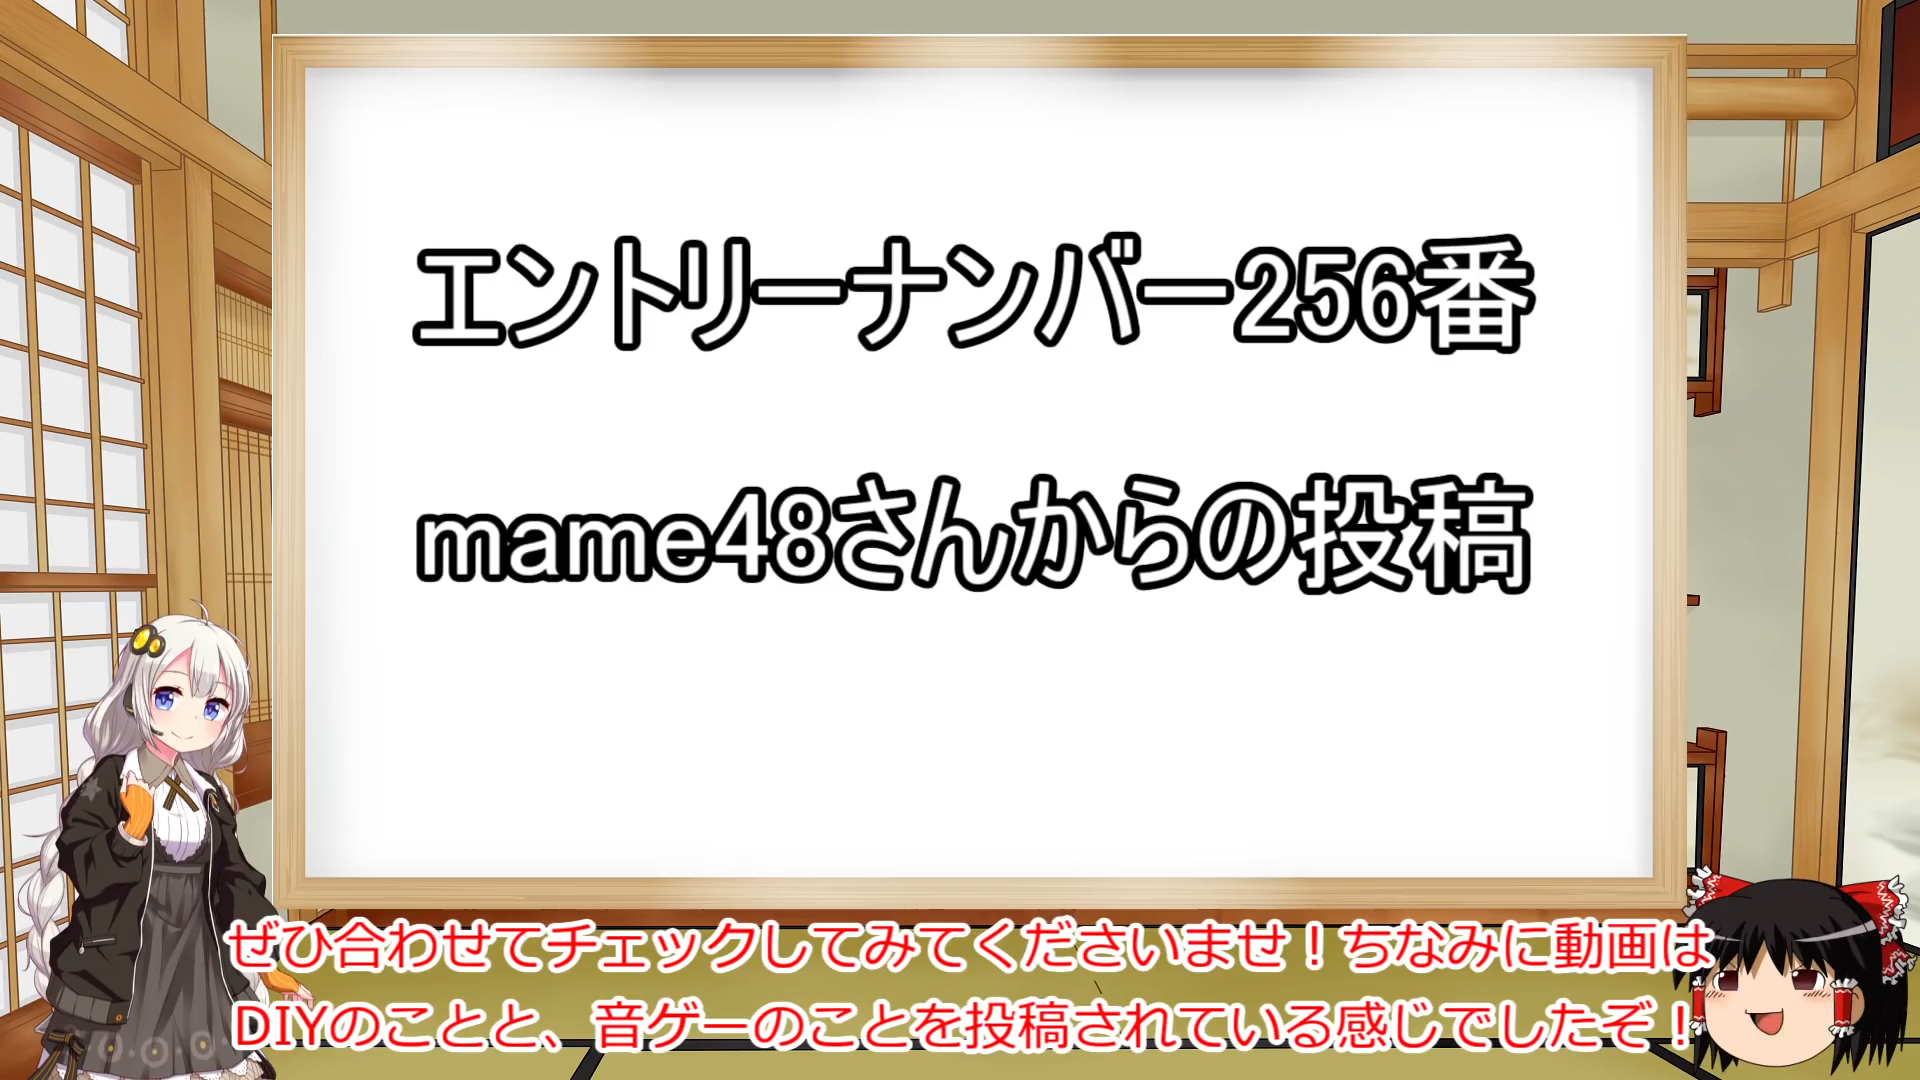 エントリーナンバー256番
mame48さんからの投稿
ぜひ合わせてチェックしてみてくださいませ！ちなみに動画は
DIYのことと、音ゲーのことを投稿されている感じでしたぞ！